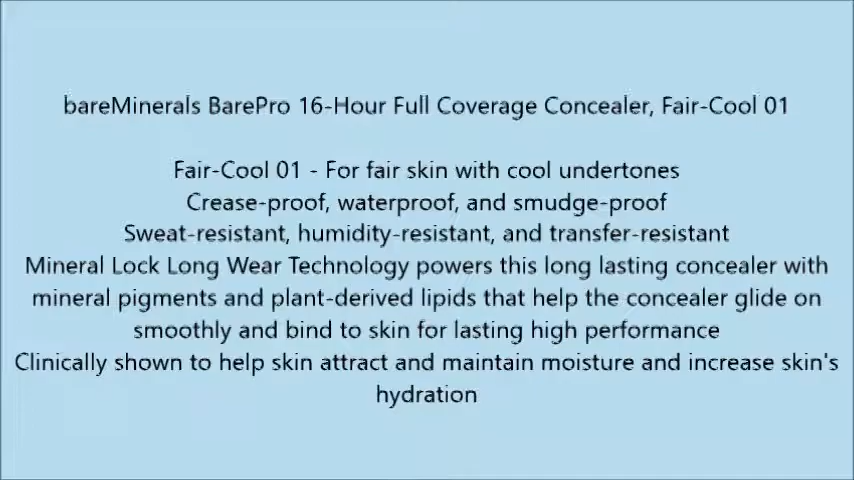 bareMinerals BarePro 16-Hour Full Coverage Concealer, Fair-Cool 01
Fair-Cool 01 - For fair skin with cool undertones
Crease-proof, waterproof, and smudge-proof
Sweat-resistant, humidity-resistant, and transfer-resistant
Mineral Lock Long Wear Technology powers this long lasting concealer with
mineral pigments and plant-derived lipids that help the concealer glide on
smoothly and bind to skin for lasting high performance
Clinically shown to help skin attract and maintain moisture and increase skin's
hydration